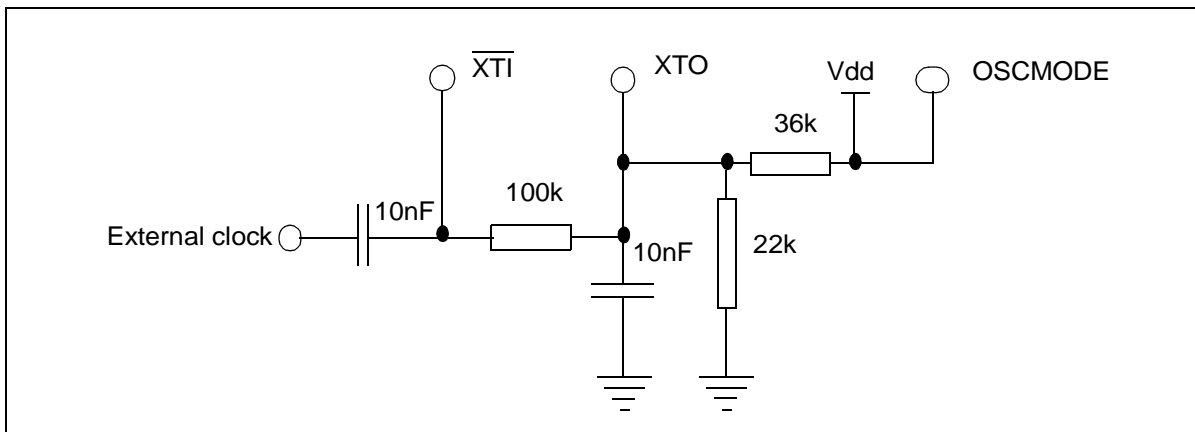 XTI
XTO
Vdd
OSCMODE
36k
100k
10nF
External clock
10nF
22k